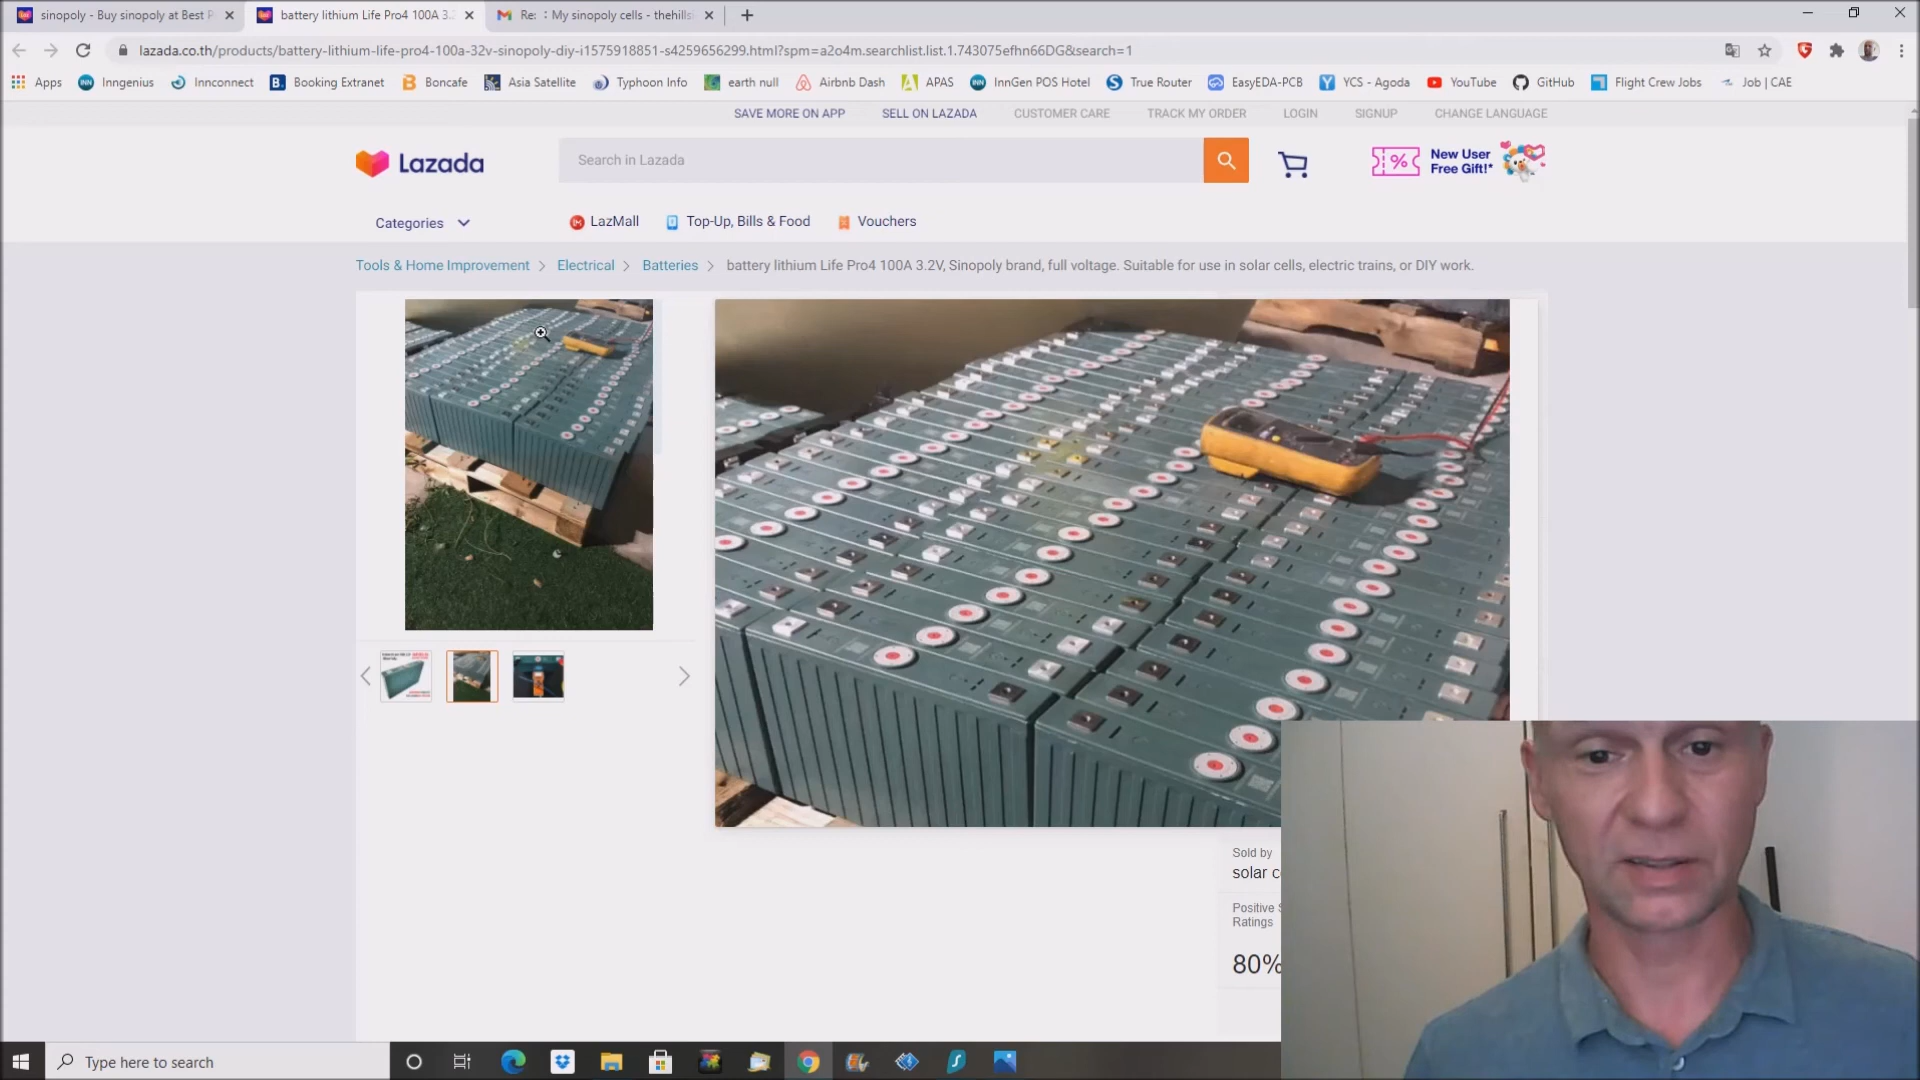 sinopoly - Buy sinopoly at Best P
battery lithium Life Pro4 100A 3.2
Re: : My sinopoly cells - thehills
lazada.co.th/products/battery-lithium-life-pro4-100a-32v-sinopoly-diy-i1575918851-s4259656299.html?spm=a2o4m.searchlist.list.1.743075efhn66DG&search=1
Apps Inngenius Innconnect Booking Extranet Boncafe Asia Satellite Typhoon Info earth null Airbnb Dash APAS InnGen POS Hotel True Router EasyEDA-PCB YCS - Agoda YouTube GitHub Flight Crew Jobs Job | CAE
SAVE MORE ON APP SELL ON LAZADA CUSTOMER CARE TRACK MY ORDER LOGIN SIGNUP CHANGE LANGUAGE
Lazada
Search in Lazada
%
New User
Free Gift!*
Categories
LazMall Top-Up, Bills & Food Vouchers
Tools & Home Improvement > Electrical > Batteries > battery lithium Life Pro4 100A 3.2V, Sinopoly brand, full voltage. Suitable for use in solar cells, electric trains, or DIY work.
Sold by
solar c
Positive S
Ratings
80%
Type here to search